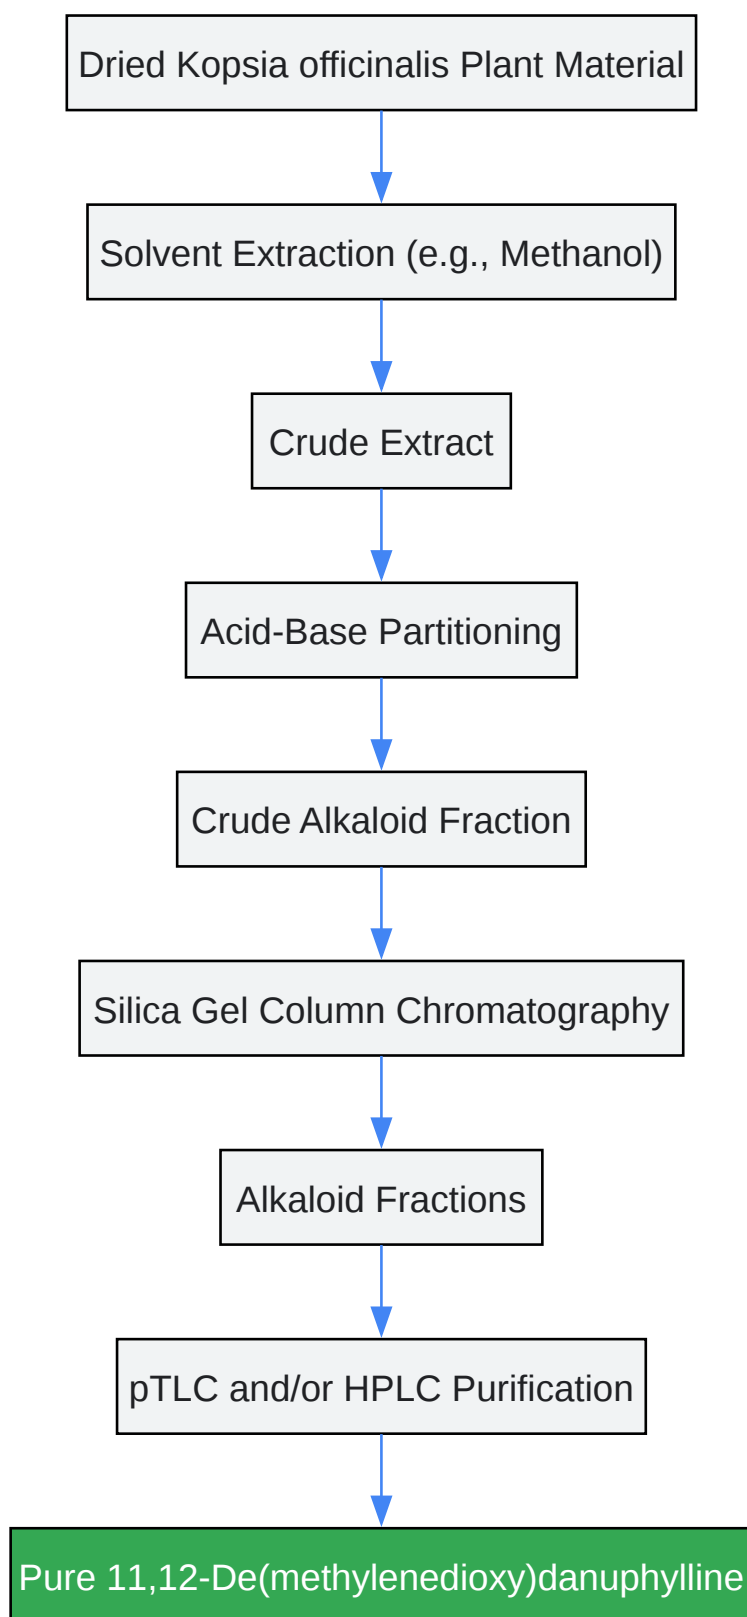 Dried Kopsia officinalis Plant Material
Solvent Extraction (e.g., Methanol)
Crude Extract
Acid-Base Partitioning
Crude Alkaloid Fraction
Silica Gel Column Chromatography
Alkaloid Fractions
pTLC and/or HPLC Purification
Pure 11,12-De(methylenedioxy)danuphylline